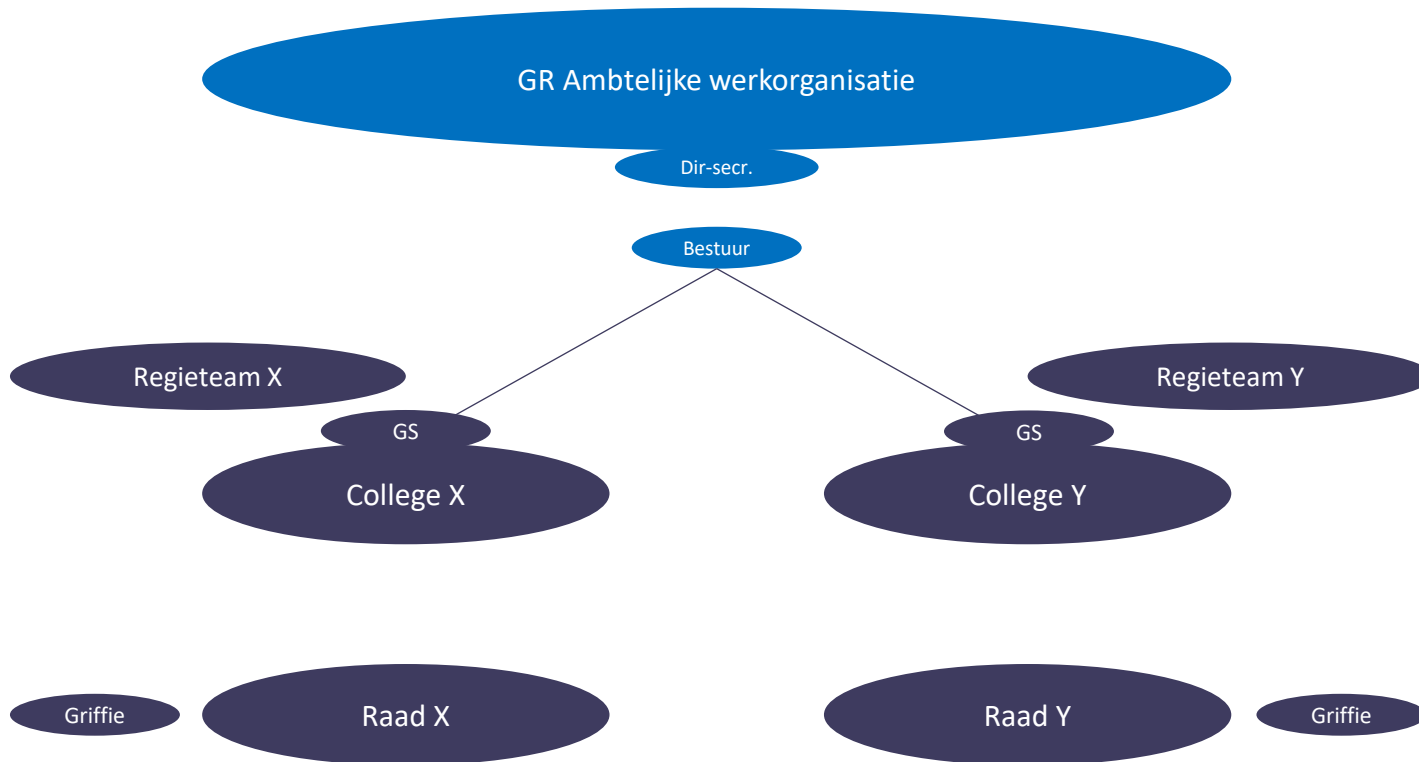 GR Ambtelijke werkorganisatie
Dir-secr.
Bestuur
Regieteam X
Regieteam Y
GS
GS
College X
College Y
Griffie
Raad X
Raad Y
Griffie